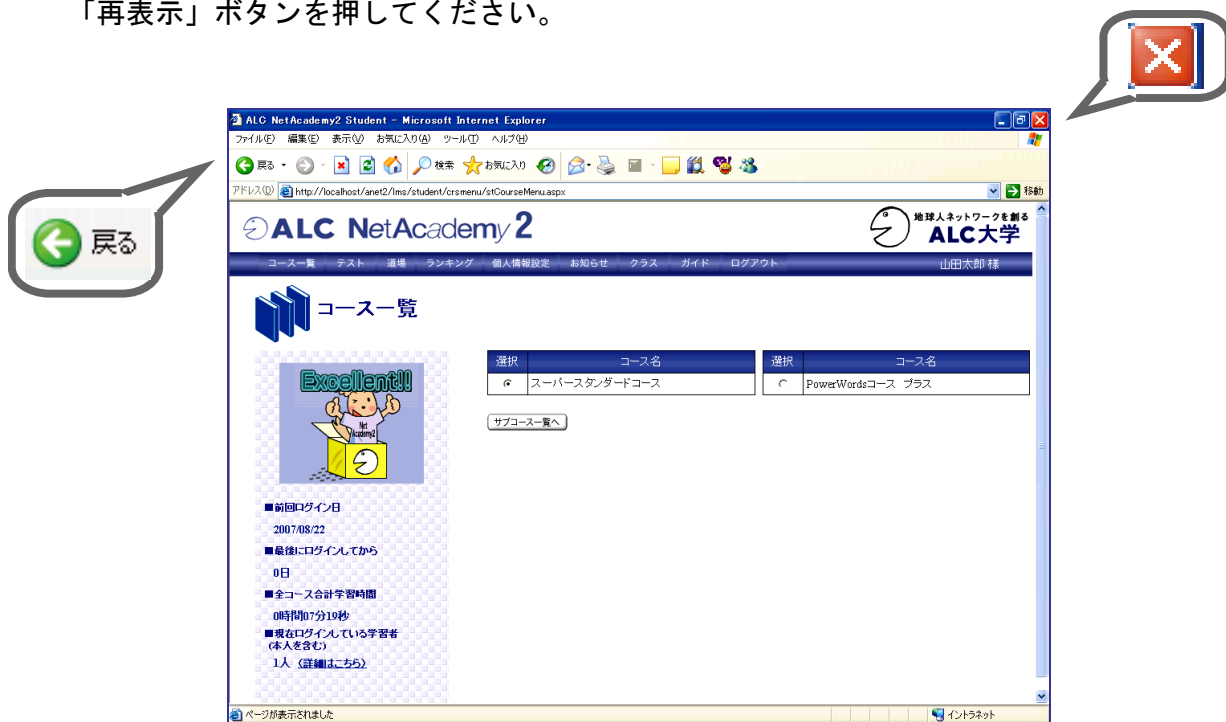 「再表示」ボタンを押してください。
ALC NetAcademy2 Student - Microsoft Internet Explorer
ファイル(F) 編集(E) 表示(V) お気に入り(A) ツール(T) ヘルプ(H)
戻る 検索 お気に入り
アドレス(D) http://localhost/anet2/lms/student/crsmenu/stCourseMenu.aspx 移動
戻る
ALC NetAcademy 2
地球人ネットワークを創る
ALC大学
コース一覧 テスト 道場 ランキング 個人情報設定 お知らせ クラス ガイド ログアウト 山田太郎 様
コース一覧
選択 コース名 選択 コース名
スーパースタンダードコース PowerWordsコース プラス
サブコース一覧へ
Excellent!!
Net
Academy2
■前回ログイン日
2007/08/22
■最後にログインしてから
0日
■全コース合計学習時間
0時間07分19秒
■現在ログインしている学習者
(本人を含む)
1人 (詳細はこちら)
ページが表示されました イントラネット